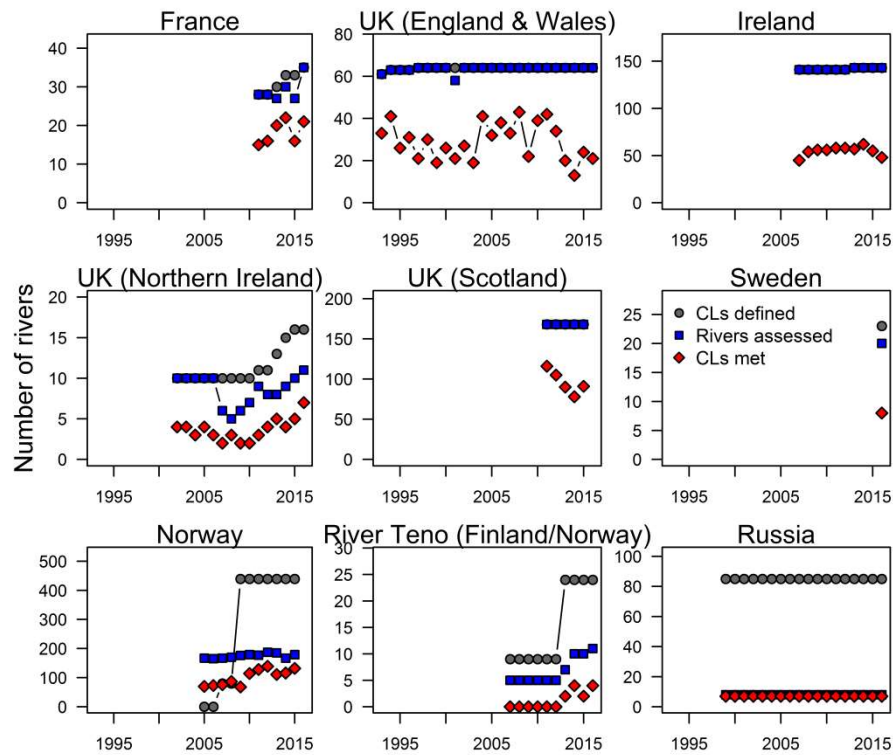 France
UK (England & Wales)
Ireland
40
30
20
10
0
80
60
40
20
0
150
100
50
0
1995 2005 2015
1995 2005 2015
1995 2005 2015
Number of rivers
UK (Northern Ireland)
UK (Scotland)
Sweden
20
15
10
5
0
200
150
100
50
0
25
20
15
10
5
0
CLs defined
Rivers assessed
CLs met
1995 2005 2015
1995 2005 2015
1995 2005 2015
Norway
River Teno (Finland/Norway)
Russia
500
400
300
200
100
0
30
25
20
15
10
5
0
100
80
60
40
20
0
1995 2005 2015
1995 2005 2015
1995 2005 2015